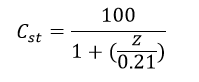 C_st = 100 / (1 + (z / 0.21))